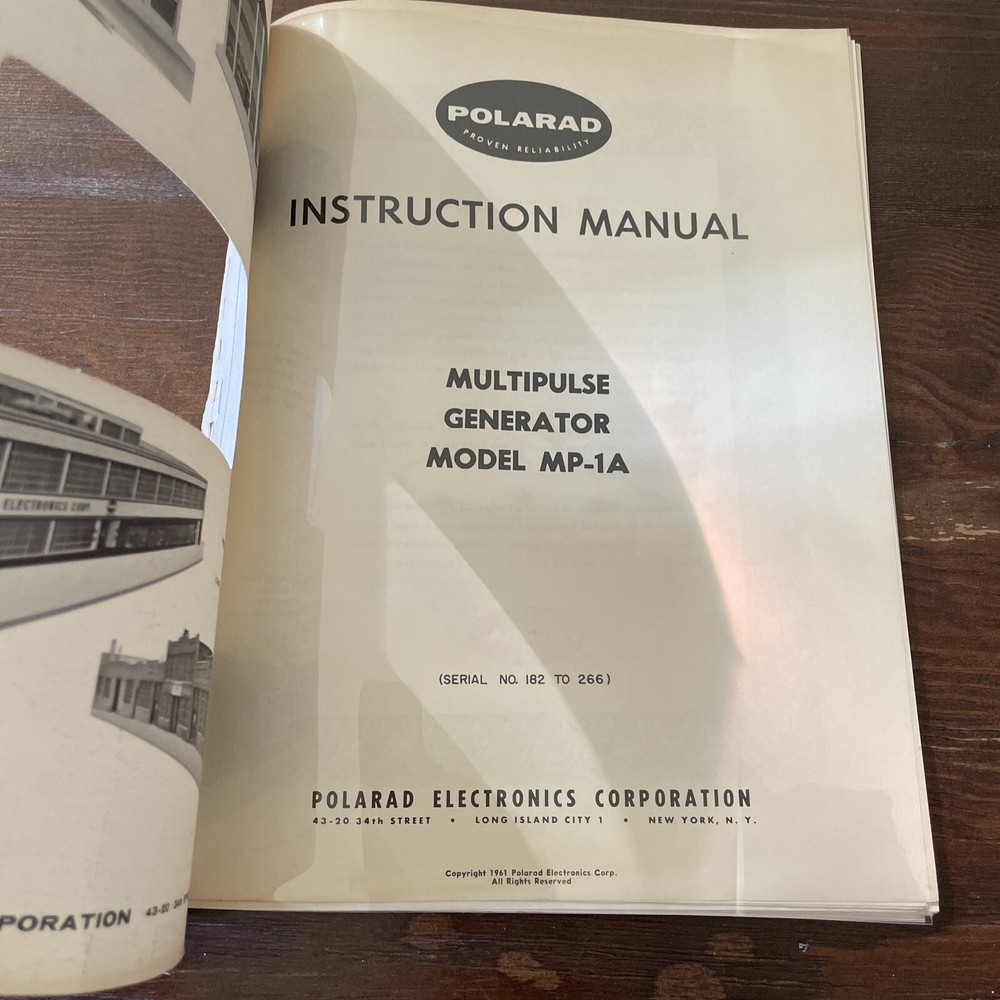 POLARAD
PROVEN RELIABILITY
INSTRUCTION MANUAL
MULTIPULSE
GENERATOR
MODEL MP-1A
(SERIAL NO. 182 TO 266)
POLARAD ELECTRONICS CORPORATION
43-20 34th STREET • LONG ISLAND CITY 1 • NEW YORK, N. Y.
Copyright 1961 Polarad Electronics Corp.
All Rights Reserved
ELECTRONICS CORP.
PORATION 43-20